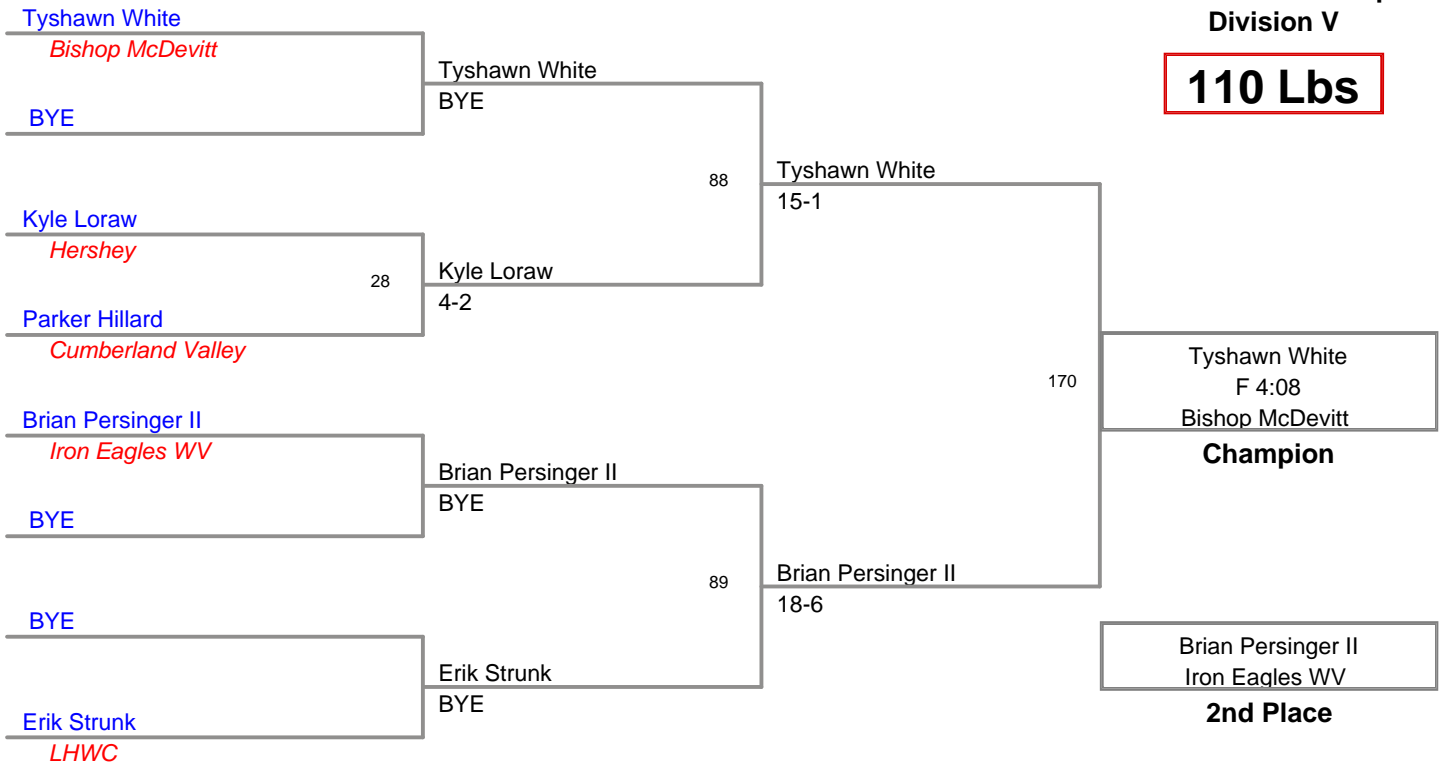 Division V
110 Lbs
Tyshawn White
Bishop McDevitt
BYE
Kyle Loraw
Hershey
28
Parker Hillard
Cumberland Valley
Brian Persinger II
Iron Eagles WV
BYE
BYE
Erik Strunk
LHWC
Tyshawn White
BYE
88
Kyle Loraw
4-2
Brian Persinger II
BYE
89
Erik Strunk
BYE
Tyshawn White
15-1
170
Brian Persinger II
18-6
Tyshawn White
F 4:08
Bishop McDevitt
Champion
Brian Persinger II
Iron Eagles WV
2nd Place